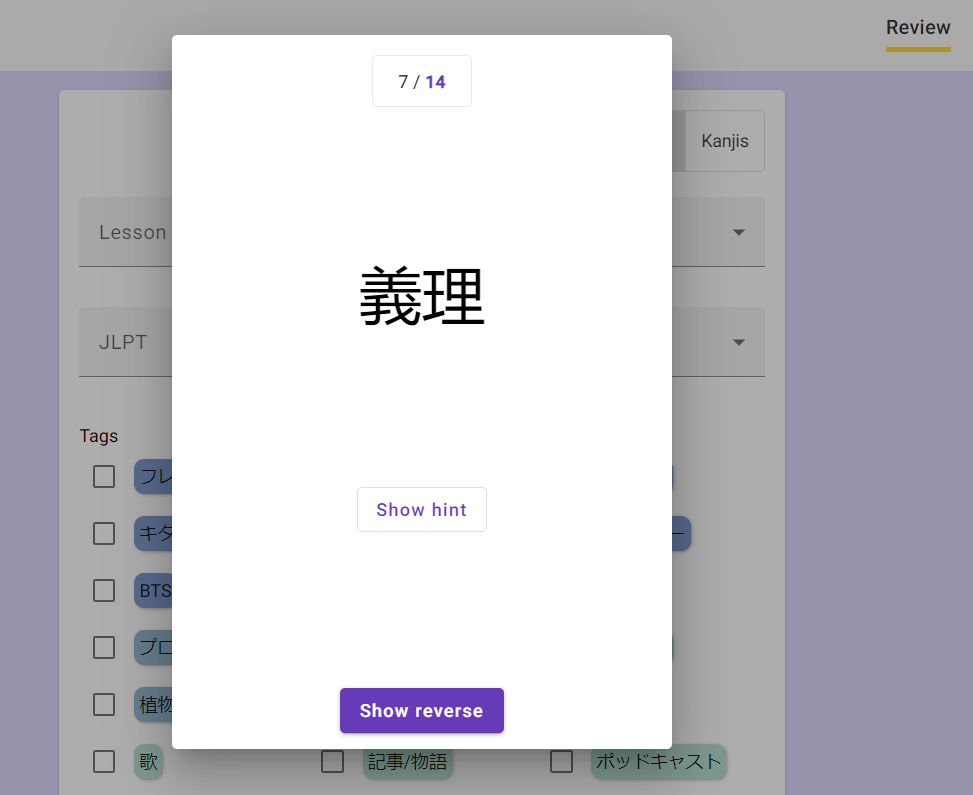 Review
7 / 14
Kanjis
Lesson
義理
JLPT
Tags
フレ
Show hint
キタ
ー
BTS
プロ
植物
Show reverse
歌
記事/物語
ポッドキャスト